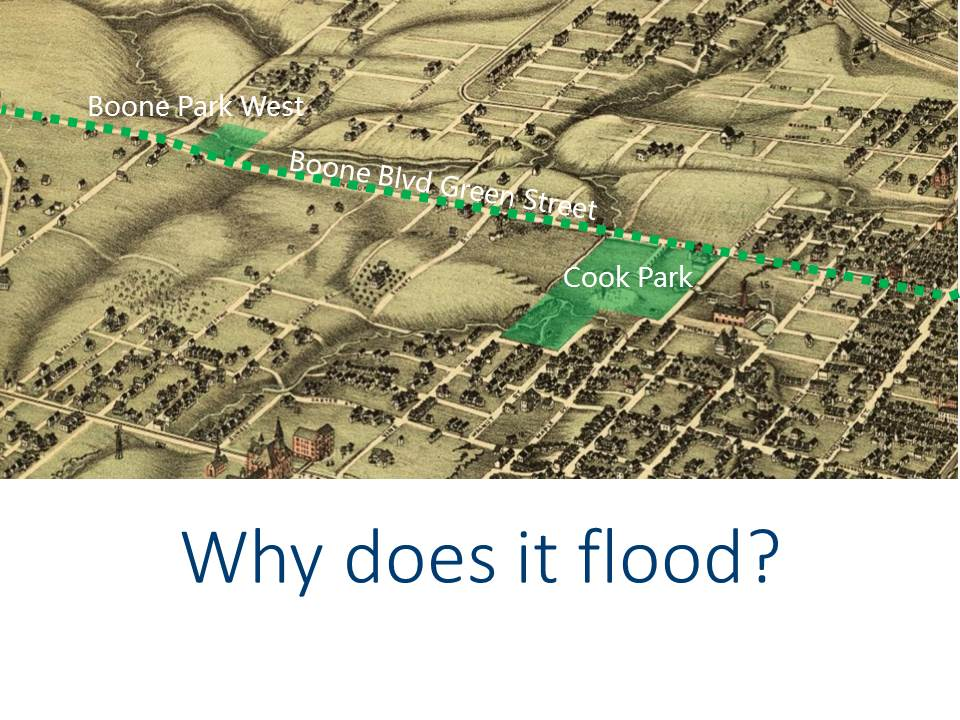 Boone Park West
Boone Blvd Green Street
Cook Park
Why does it flood?